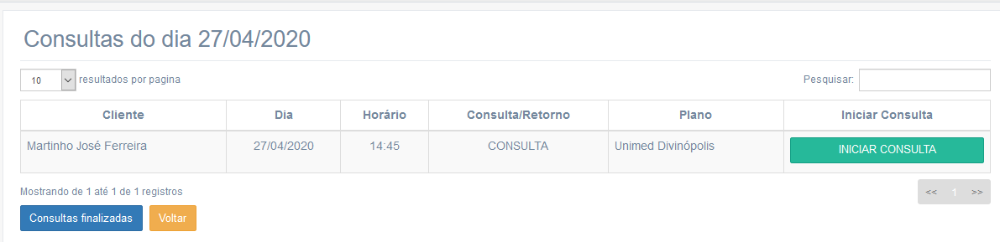 Consultas do dia 27/04/2020
10 resultados por pagina Pesquisar:
Cliente Dia Horário Consulta/Retorno Plano Iniciar Consulta
Martinho José Ferreira 27/04/2020 14:45 CONSULTA Unimed Divinópolis INICIAR CONSULTA
Mostrando de 1 até 1 de 1 registros << 1 >>
Consultas finalizadas Voltar